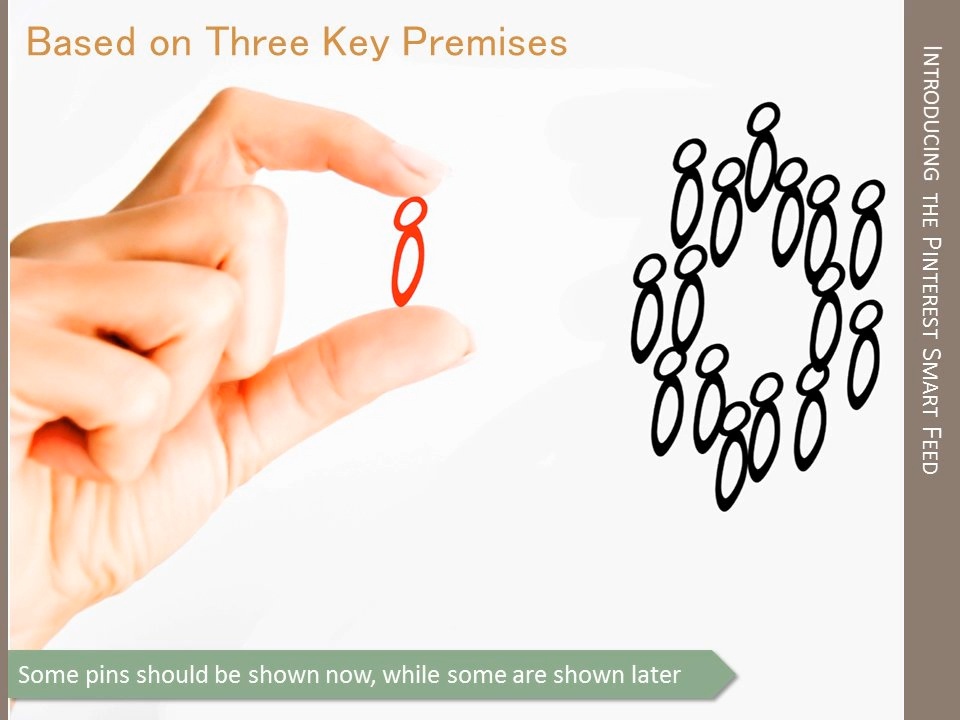 Based on Three Key Premises
Introducing the Pinterest Smart Feed
Some pins should be shown now, while some are shown later